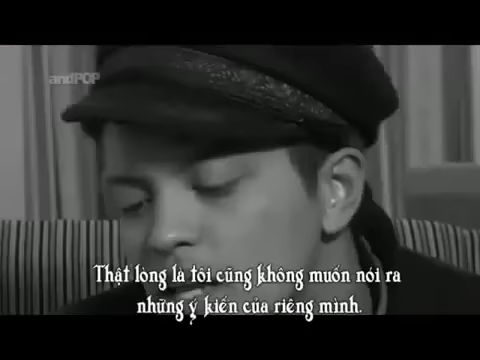 andPOP
Thật lòng là tôi cũng không muốn nói ra
những ý kiến của riêng mình.